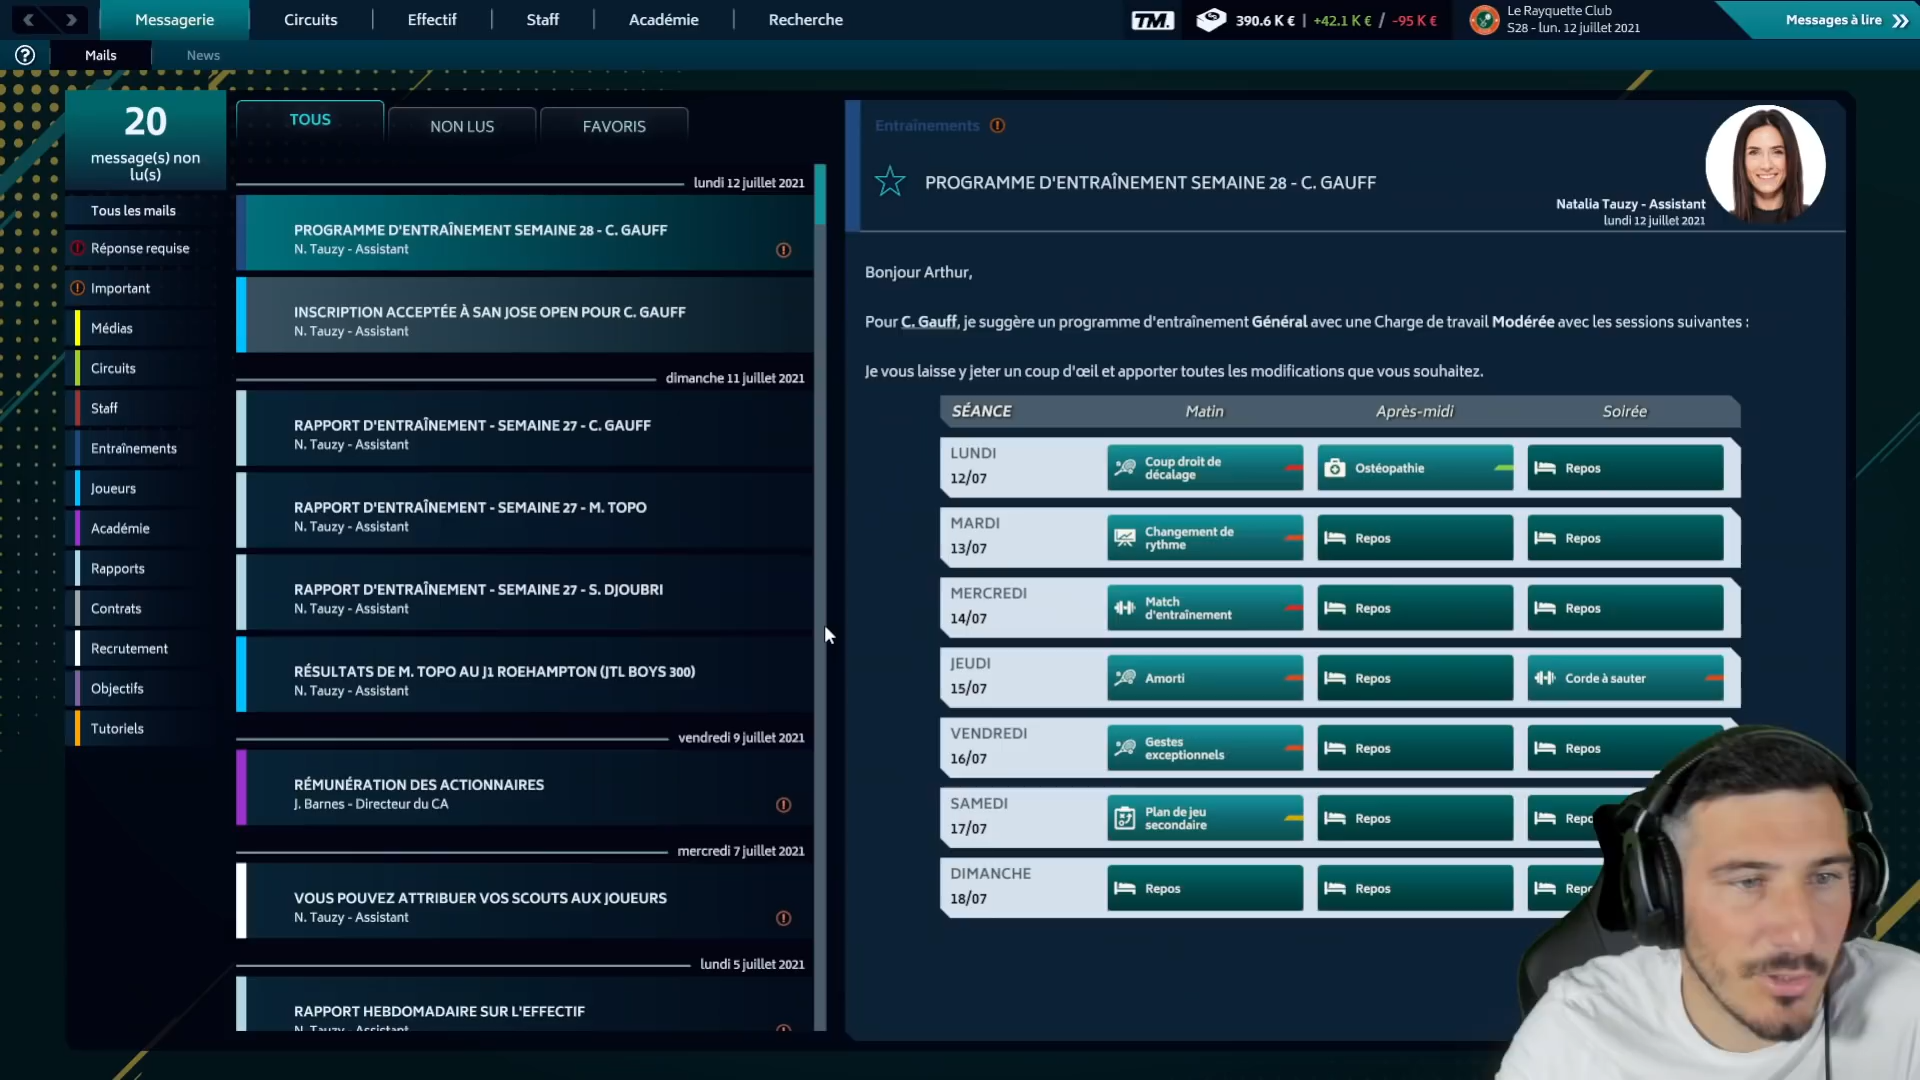 Messagerie
Circuits
Effectif
Staff
Académie
Recherche
TM.
390.6 K € | +42.1 K € / -95 K €
Le Rayquette Club
S28 - lun. 12 juillet 2021
Messages à lire
Mails
News
20
message(s) non
lu(s)
Tous les mails
Réponse requise
Important
Médias
Circuits
Staff
Entraînements
Joueurs
Académie
Rapports
Contrats
Recrutement
Objectifs
Tutoriels
TOUS
NON LUS
FAVORIS
lundi 12 juillet 2021
PROGRAMME D'ENTRAÎNEMENT SEMAINE 28 - C. GAUFF
N. Tauzy - Assistant
INSCRIPTION ACCEPTÉE À SAN JOSE OPEN POUR C. GAUFF
N. Tauzy - Assistant
dimanche 11 juillet 2021
RAPPORT D'ENTRAÎNEMENT - SEMAINE 27 - C. GAUFF
N. Tauzy - Assistant
RAPPORT D'ENTRAÎNEMENT - SEMAINE 27 - M. TOPO
N. Tauzy - Assistant
RAPPORT D'ENTRAÎNEMENT - SEMAINE 27 - S. DJOUBRI
N. Tauzy - Assistant
RÉSULTATS DE M. TOPO AU J1 ROEHAMPTON (JTL BOYS 300)
N. Tauzy - Assistant
vendredi 9 juillet 2021
RÉMUNÉRATION DES ACTIONNAIRES
J. Barnes - Directeur du CA
mercredi 7 juillet 2021
VOUS POUVEZ ATTRIBUER VOS SCOUTS AUX JOUEURS
N. Tauzy - Assistant
lundi 5 juillet 2021
RAPPORT HEBDOMADAIRE SUR L'EFFECTIF
N. Tauzy - Assistant
Entraînements
PROGRAMME D'ENTRAÎNEMENT SEMAINE 28 - C. GAUFF
Natalia Tauzy - Assistant
lundi 12 juillet 2021
Bonjour Arthur,
Pour C. Gauff, je suggère un programme d'entraînement Général avec une Charge de travail Modérée avec les sessions suivantes :
Je vous laisse y jeter un coup d'œil et apporter toutes les modifications que vous souhaitez.
SÉANCE Matin Après-midi Soirée
LUNDI
12/07
Coup droit de
décalage
Ostéopathie
Repos
MARDI
13/07
Changement de
rythme
Repos
Repos
MERCREDI
14/07
Match
d'entraînement
Repos
Repos
JEUDI
15/07
Amorti
Repos
Corde à sauter
VENDREDI
16/07
Gestes
exceptionnels
Repos
Repos
SAMEDI
17/07
Plan de jeu
secondaire
Repos
Repo
DIMANCHE
18/07
Repos
Repos
Repo